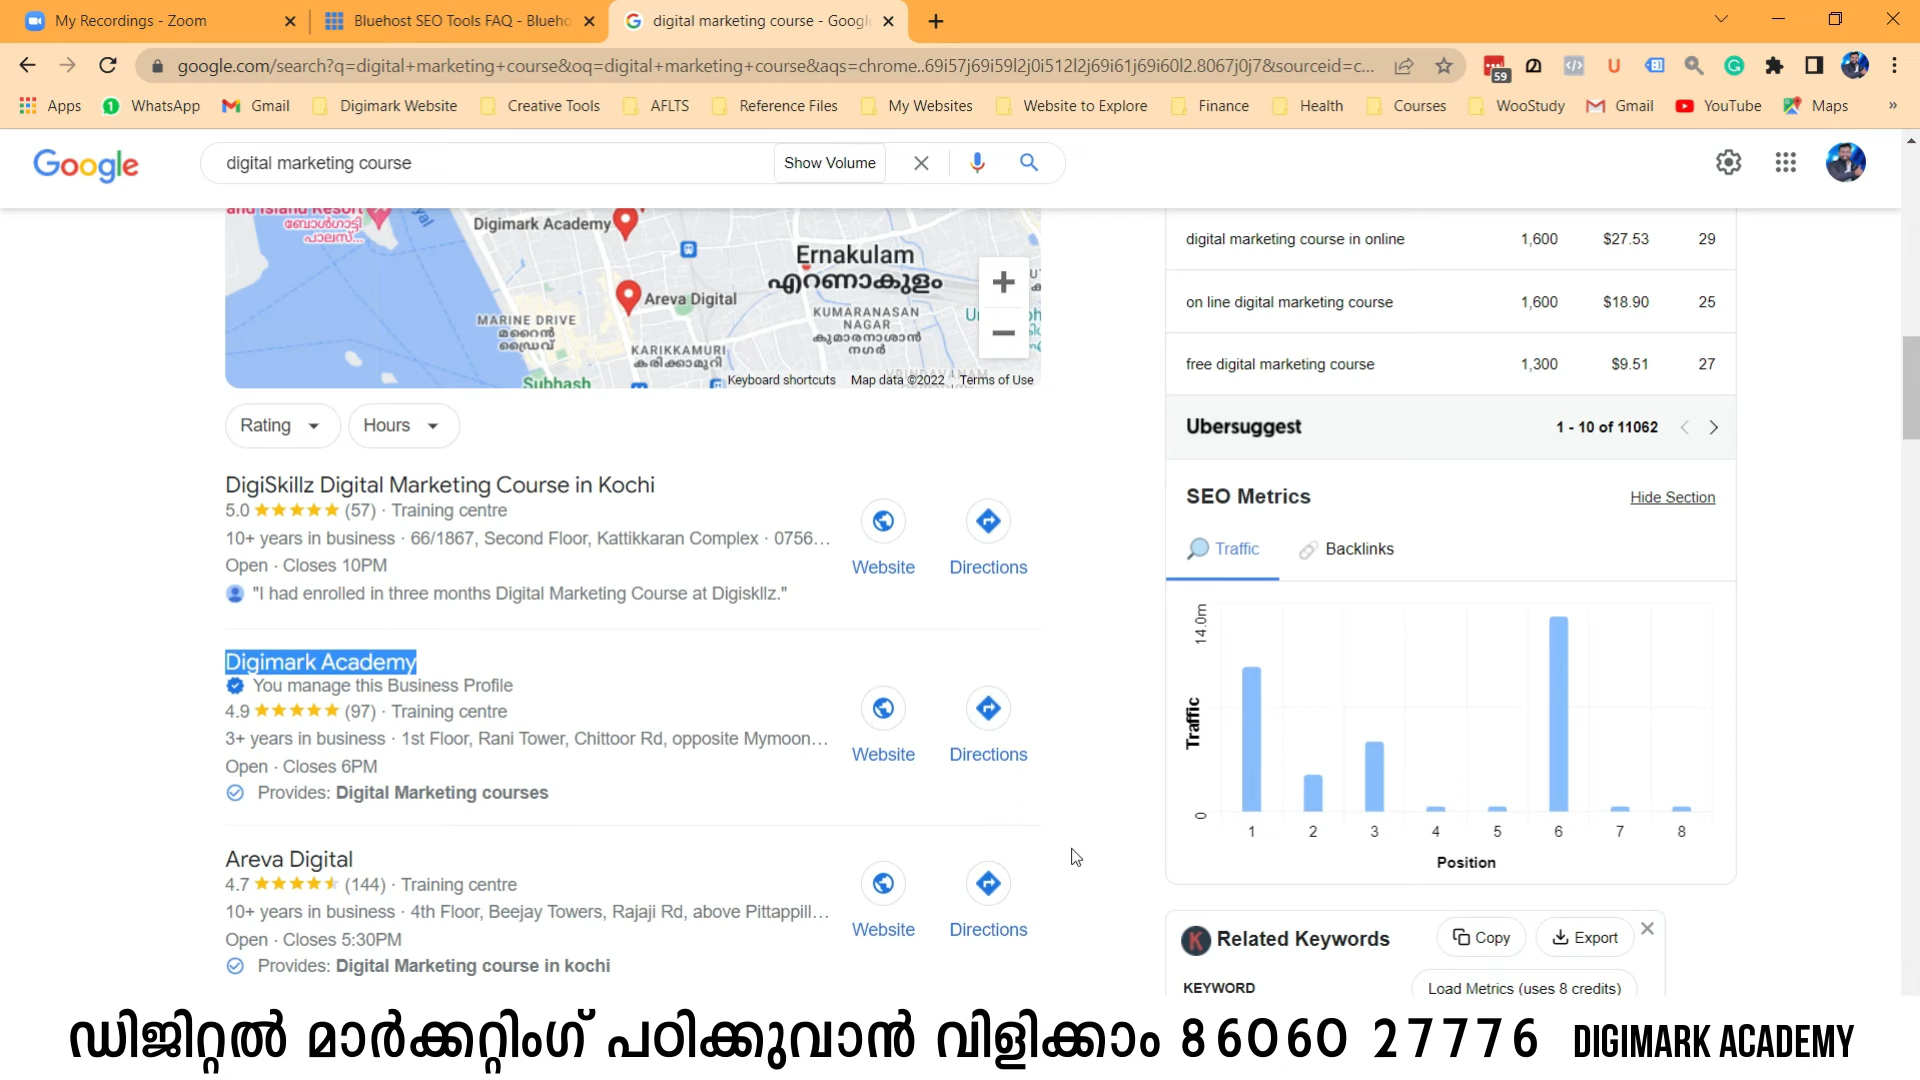 My Recordings - Zoom
Bluehost SEO Tools FAQ - Blueho
digital marketing course - Googl
google.com/search?q=digital+marketing+course&oq=digital+marketing+course&aqs=chrome..69i57j69i59l2j0i512l2j69i61j69i60l2.8067j0j7&sourceid=c...
59
Apps
WhatsApp
Gmail
Digimark Website
Creative Tools
AFLTS
Reference Files
My Websites
Website to Explore
Finance
Health
Courses
WooStudy
Gmail
YouTube
Maps
»
Google
digital marketing course
Show Volume
ബോൾഗാട്ടി
പാലസ്...
Digimark Academy
Ernakulam
എറണാകുളം
Areva Digital
MARINE DRIVE
മറൈൻ
ഡ്രൈവ്
KUMARANASAN
NAGAR
കുമാരനാശാൻ
നഗർ
KARIKKAMURI
കരിക്കാമുറി
Subhash
Keyboard shortcuts
Map data ©2022
Terms of Use
Rating
Hours
DigiSkillz Digital Marketing Course in Kochi
5.0 (57) · Training centre
10+ years in business · 66/1867, Second Floor, Kattikkaran Complex · 0756...
Open · Closes 10PM
"I had enrolled in three months Digital Marketing Course at Digiskllz."
Website
Directions
Digimark Academy
You manage this Business Profile
4.9 (97) · Training centre
3+ years in business · 1st Floor, Rani Tower, Chittoor Rd, opposite Mymoon...
Open · Closes 6PM
Provides: Digital Marketing courses
Website
Directions
Areva Digital
4.7 (144) · Training centre
10+ years in business · 4th Floor, Beejay Towers, Rajaji Rd, above Pittappill...
Open · Closes 5:30PM
Provides: Digital Marketing course in kochi
Website
Directions
digital marketing course in online 1,600 $27.53 29
on line digital marketing course 1,600 $18.90 25
free digital marketing course 1,300 $9.51 27
Ubersuggest
1 - 10 of 11062
SEO Metrics
Hide Section
Traffic
Backlinks
14.0m
Traffic
0
1 2 3 4 5 6 7 8
Position
K
Related Keywords
Copy
Export
KEYWORD
Load Metrics (uses 8 credits)
ഡിജിറ്റൽ മാർക്കറ്റിംഗ് പഠിക്കുവാൻ വിളിക്കാം 86060 27776 DIGIMARK ACADEMY